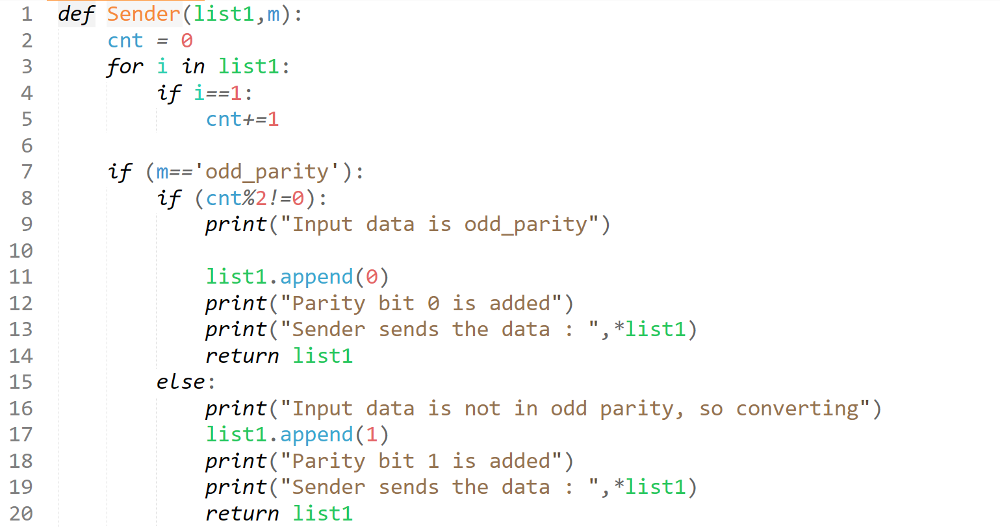 1 def Sender(list1,m):
2     cnt = 0
3     for i in list1:
4         if i==1:
5             cnt+=1
6
7     if (m=='odd_parity'):
8         if (cnt%2!=0):
9             print("Input data is odd_parity")
10
11             list1.append(0)
12             print("Parity bit 0 is added")
13             print("Sender sends the data : ",*list1)
14             return list1
15         else:
16             print("Input data is not in odd parity, so converting")
17             list1.append(1)
18             print("Parity bit 1 is added")
19             print("Sender sends the data : ",*list1)
20             return list1